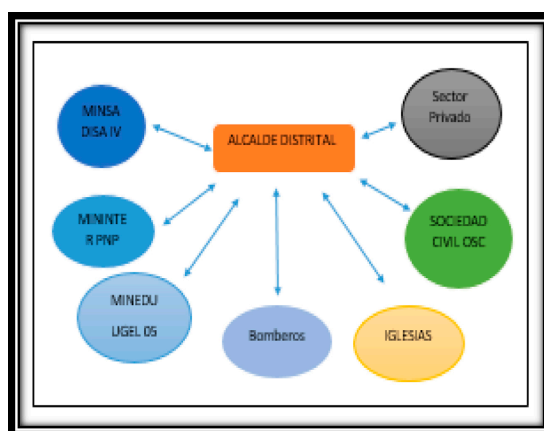 MINSA
DISA IV
ALCALDE DISTRITAL
Sector
Privado
MININTE
R PNP
SOCIEDAD
CIVIL OSC
MINEDU
UGEL 05
Bomberos
IGLESIAS